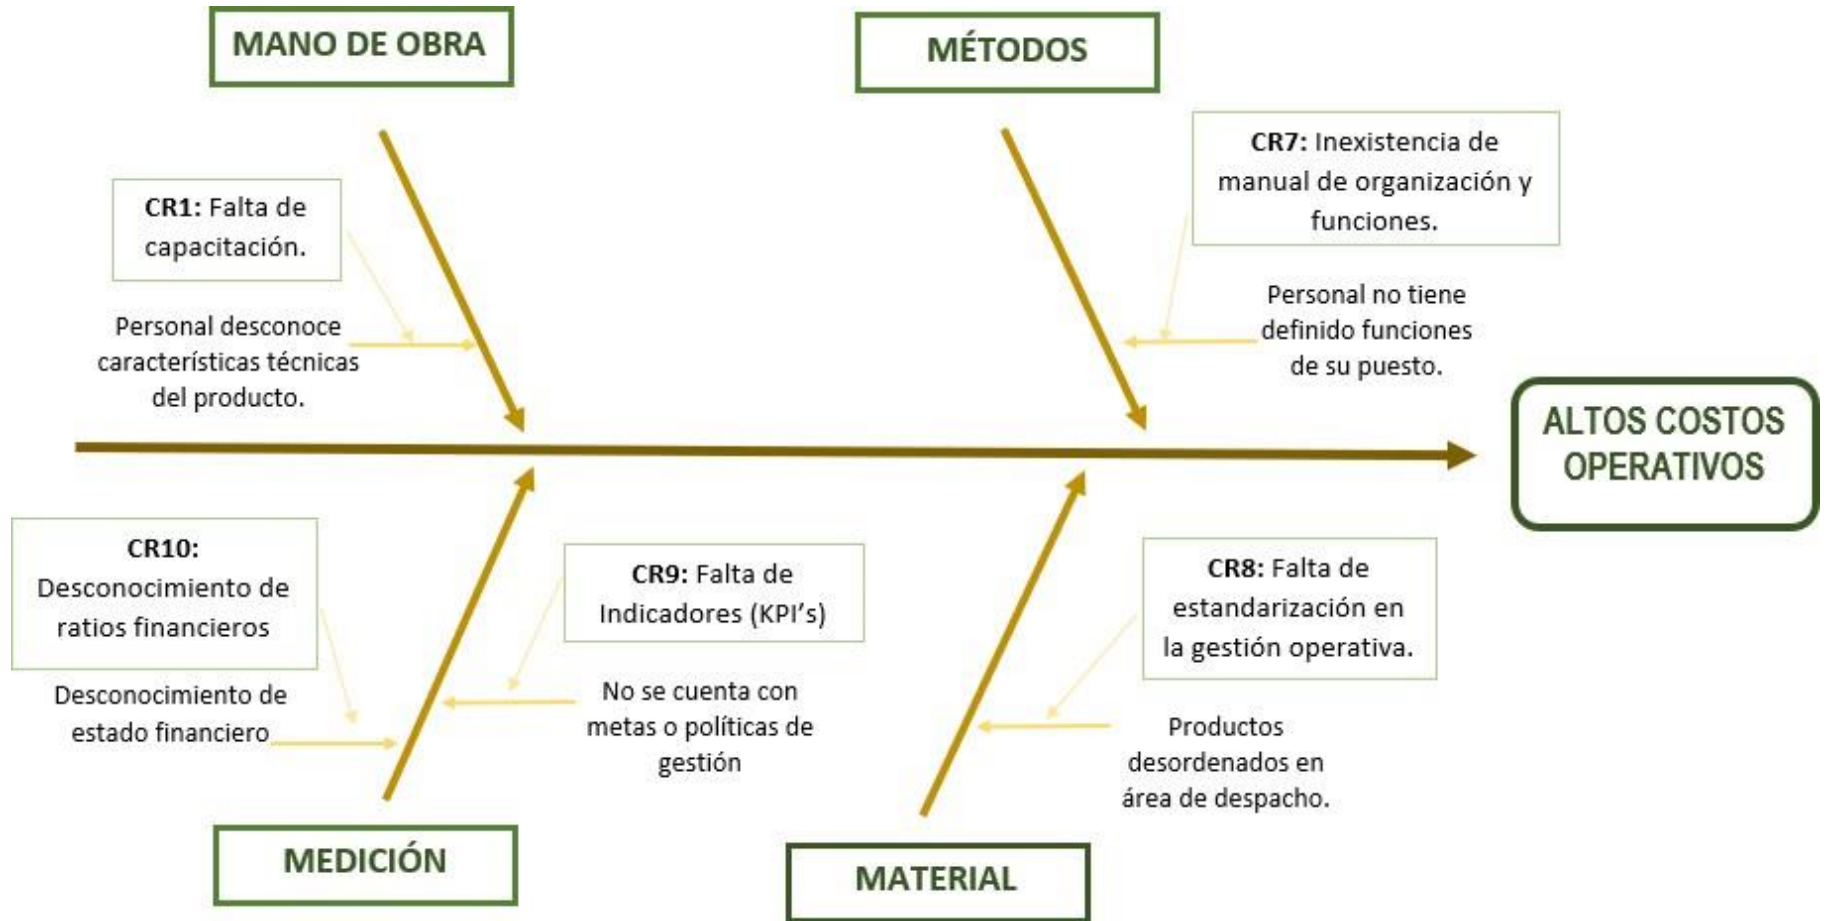 MANO DE OBRA
MÉTODOS
CR1: Falta de
capacitación.
Personal desconoce
características técnicas
del producto.
CR7: Inexistencia de
manual de organización y
funciones.
Personal no tiene
definido funciones
de su puesto.
ALTOS COSTOS
OPERATIVOS
CR10:
Desconocimiento de
ratios financieros
Desconocimiento de
estado financiero
CR9: Falta de
Indicadores (KPI’s)
No se cuenta con
metas o políticas de
gestión
CR8: Falta de
estandarización en
la gestión operativa.
Productos
desordenados en
área de despacho.
MEDICIÓN
MATERIAL